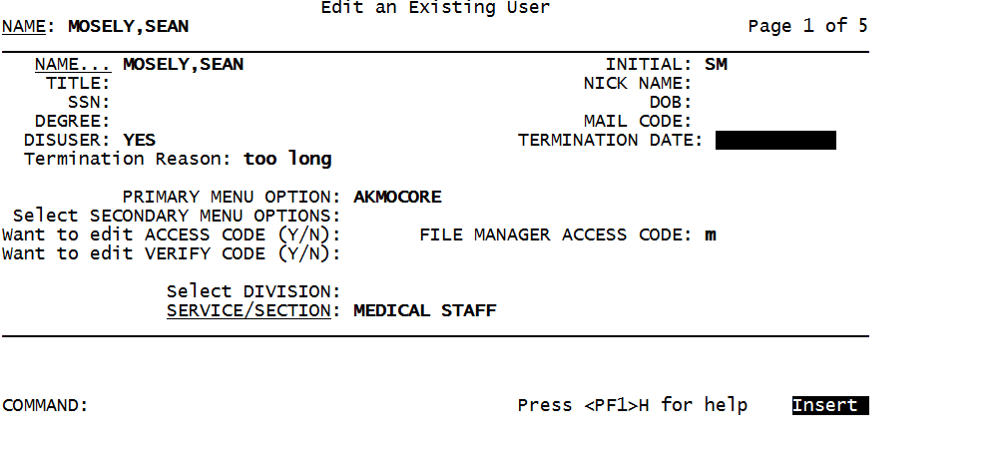 Edit an Existing User
NAME: MOSELY,SEAN Page 1 of 5
NAME... MOSELY,SEAN INITIAL: SM
TITLE: NICK NAME:
SSN: DOB:
DEGREE: MAIL CODE:
DISUSER: YES TERMINATION DATE:
Termination Reason: too long
PRIMARY MENU OPTION: AKMOCORE
Select SECONDARY MENU OPTIONS:
Want to edit ACCESS CODE (Y/N): FILE MANAGER ACCESS CODE: m
Want to edit VERIFY CODE (Y/N):
Select DIVISION:
SERVICE/SECTION: MEDICAL STAFF
COMMAND: Press <PF1>H for help Insert